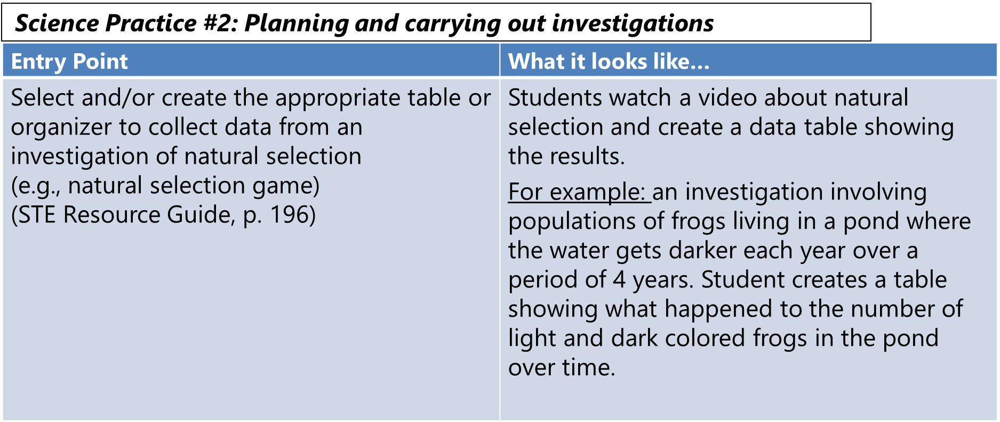 Science Practice #2: Planning and carrying out investigations
Entry Point
What it looks like...
Select and/or create the appropriate table or
organizer to collect data from an
investigation of natural selection
(e.g., natural selection game)
(STE Resource Guide, p. 196)
Students watch a video about natural
selection and create a data table showing
the results.
For example: an investigation involving
populations of frogs living in a pond where
the water gets darker each year over a
period of 4 years. Student creates a table
showing what happened to the number of
light and dark colored frogs in the pond
over time.